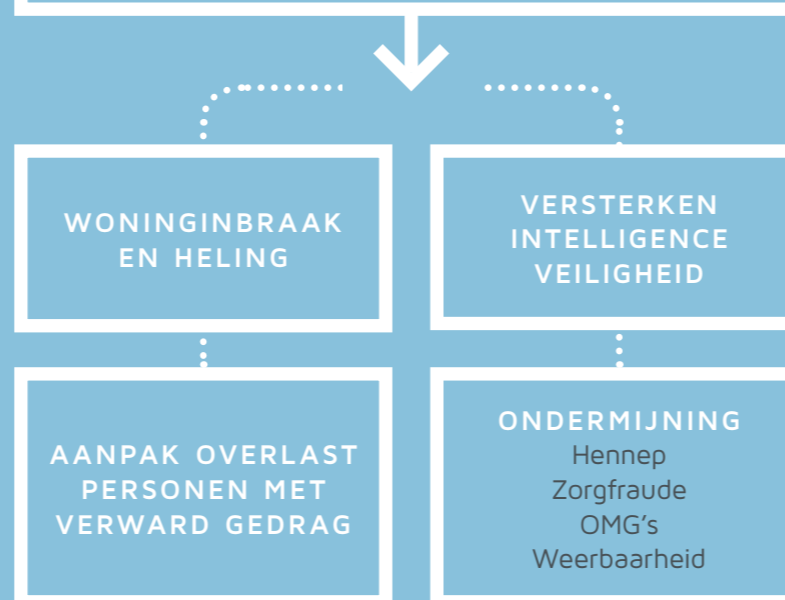 WONINGINBRAAK
EN HELING
VERSTERKEN
INTELLIGENCE
VEILIGHEID
AANPAK OVERLAST
PERSONEN MET
VERWARD GEDRAG
ONDERMIJNING
Hennep
Zorgfraude
OMG's
Weerbaarheid